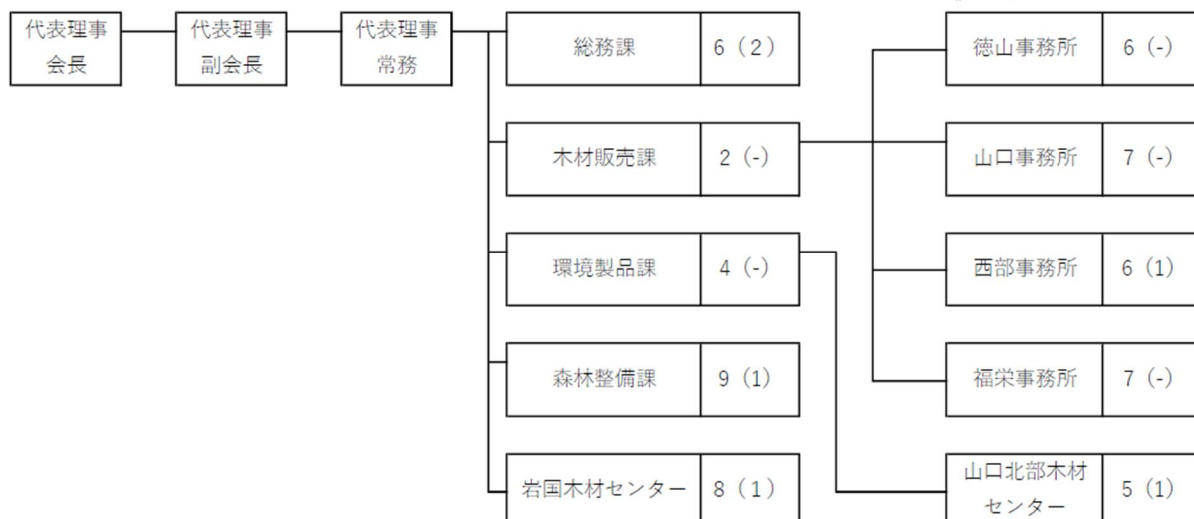 代表理事
会長
代表理事
副会長
代表理事
常務
総務課 6（2）
木材販売課 2（-）
環境製品課 4（-）
森林整備課 9（1）
岩国木材センター 8（1）
徳山事務所 6（-）
山口事務所 7（-）
西部事務所 6（1）
福栄事務所 7（-）
山口北部木材
センター 5（1）